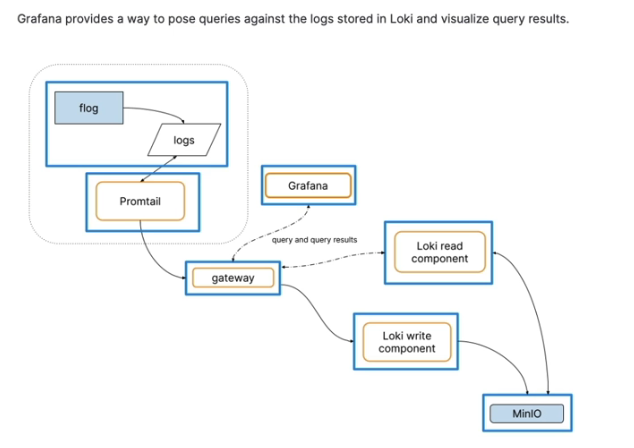 Grafana provides a way to pose queries against the logs stored in Loki and visualize query results.
flog
logs
Promtail
Grafana
query and query results
Loki read
component
gateway
Loki write
component
MinIO